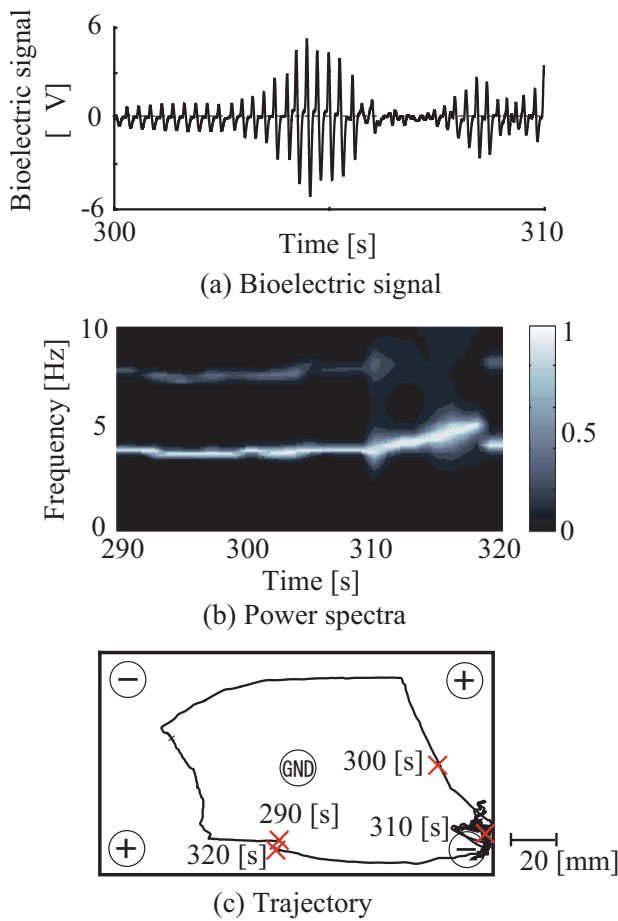 6
Bioelectric signal
[ V]
0
-6
300
310
Time [s]
(a) Bioelectric signal
10
1
Frequency [Hz]
5
0.5
0
0
290
300
310
320
Time [s]
(b) Power spectra
−
+
GND
300 [s]
290 [s]
310 [s]
+
320 [s]
−
20 [mm]
(c) Trajectory